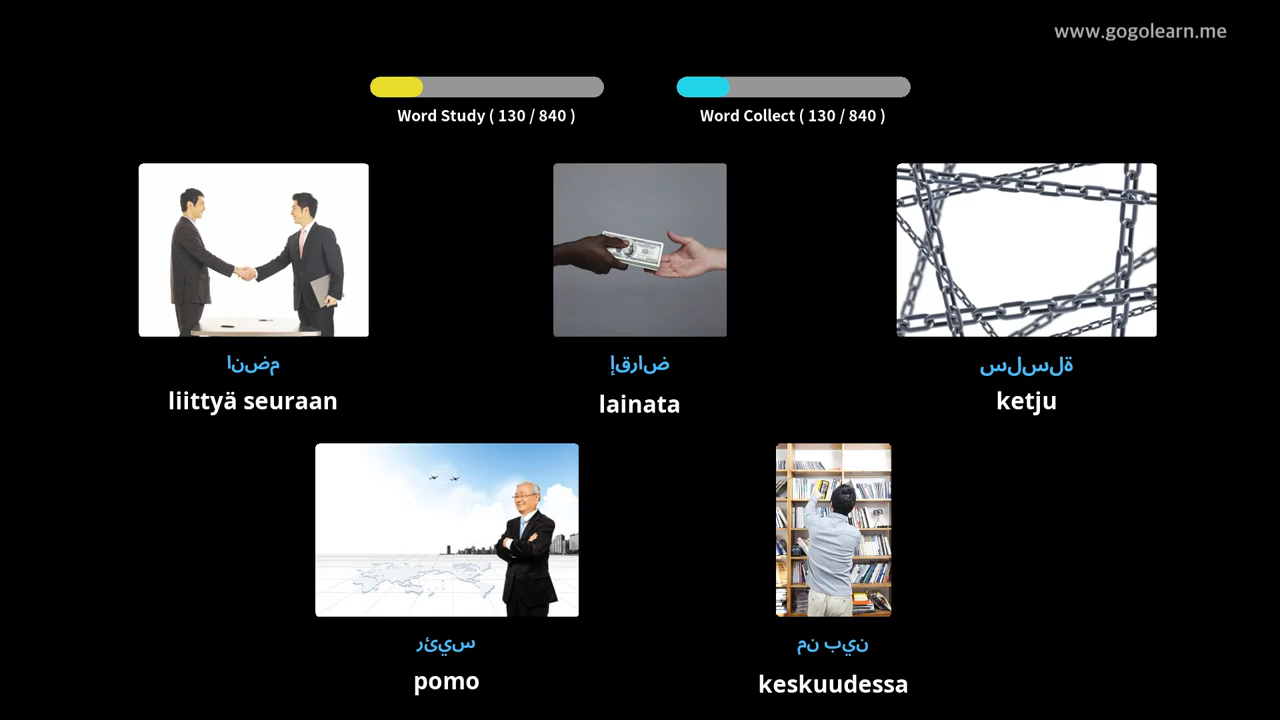 www.gogolearn.me
Word Study ( 130 / 840 )
Word Collect ( 130 / 840 )
انضم
إقراض
سلسلة
liittyä seuraan
lainata
ketju
رئيس
من بين
pomo
keskuudessa